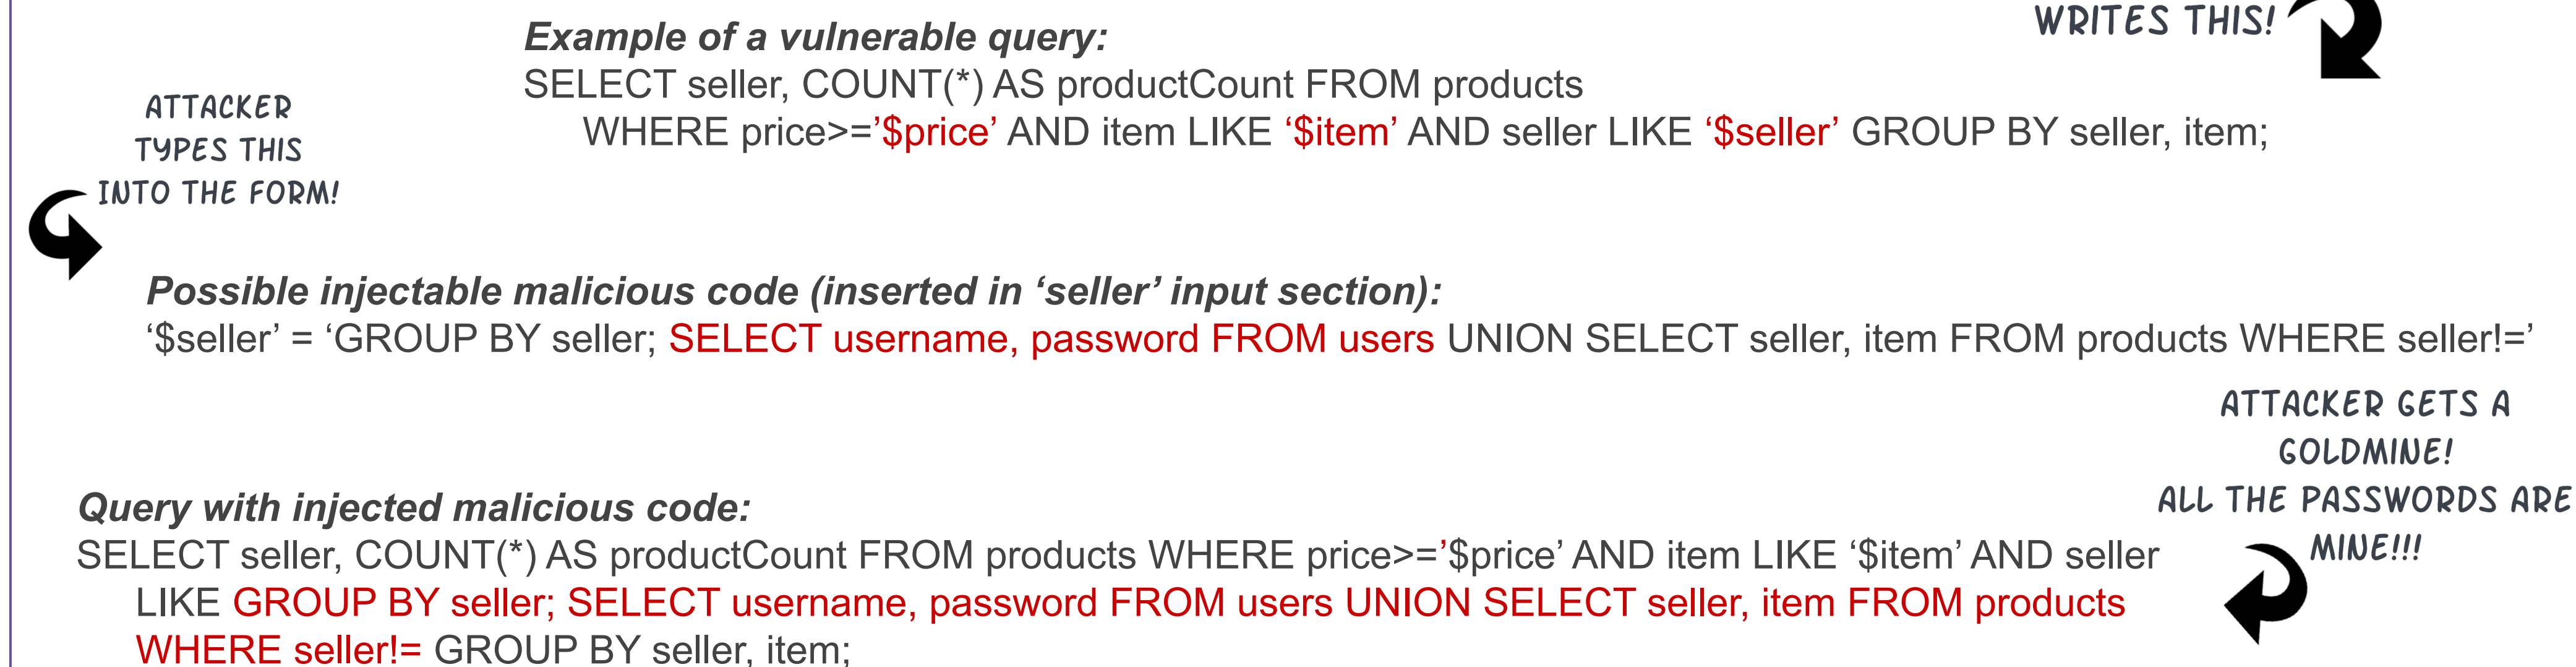 WRITES THIS!
Example of a vulnerable query:
SELECT seller, COUNT(*) AS productCount FROM products
WHERE price>='$price’ AND item LIKE ‘$item’ AND seller LIKE ‘$seller’ GROUP BY seller, item;
ATTACKER
TYPES THIS
INTO THE FORM!
Possible injectable malicious code (inserted in ‘seller’ input section):
‘$seller’ = ‘GROUP BY seller; SELECT username, password FROM users UNION SELECT seller, item FROM products WHERE seller!=’
ATTACKER GETS A
GOLDMINE!
ALL THE PASSWORDS ARE
MINE!!!
Query with injected malicious code:
SELECT seller, COUNT(*) AS productCount FROM products WHERE price>='$price’ AND item LIKE ‘$item’ AND seller
LIKE GROUP BY seller; SELECT username, password FROM users UNION SELECT seller, item FROM products
WHERE seller!= GROUP BY seller, item;